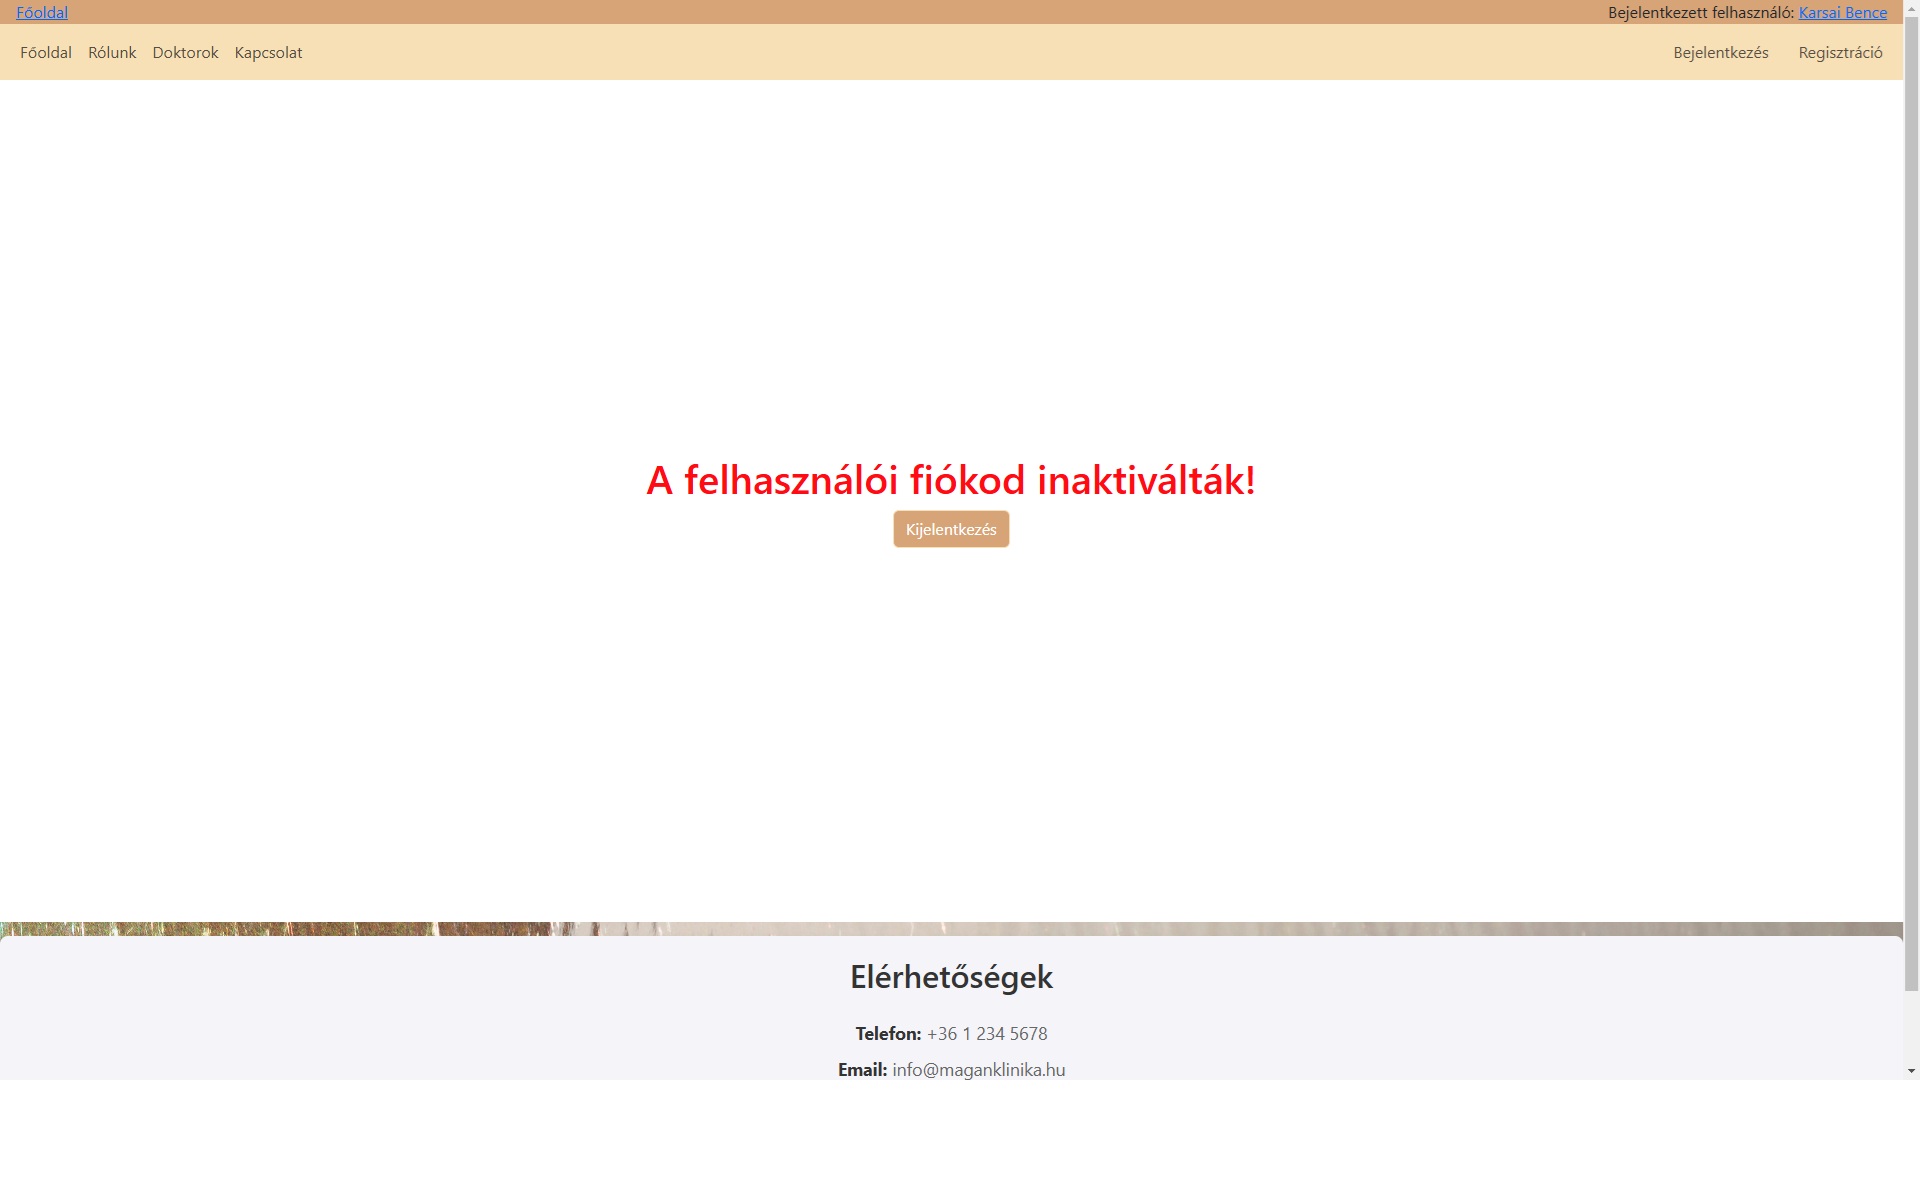 Főoldal
Bejelentkezett felhasználó: Karsai Bence
Főoldal Rólunk Doktorok Kapcsolat
Bejelentkezés Regisztráció
A felhasználói fiókod inaktiválták!
Kijelentkezés
Elérhetőségek
Telefon: +36 1 234 5678
Email: info@maganklinika.hu